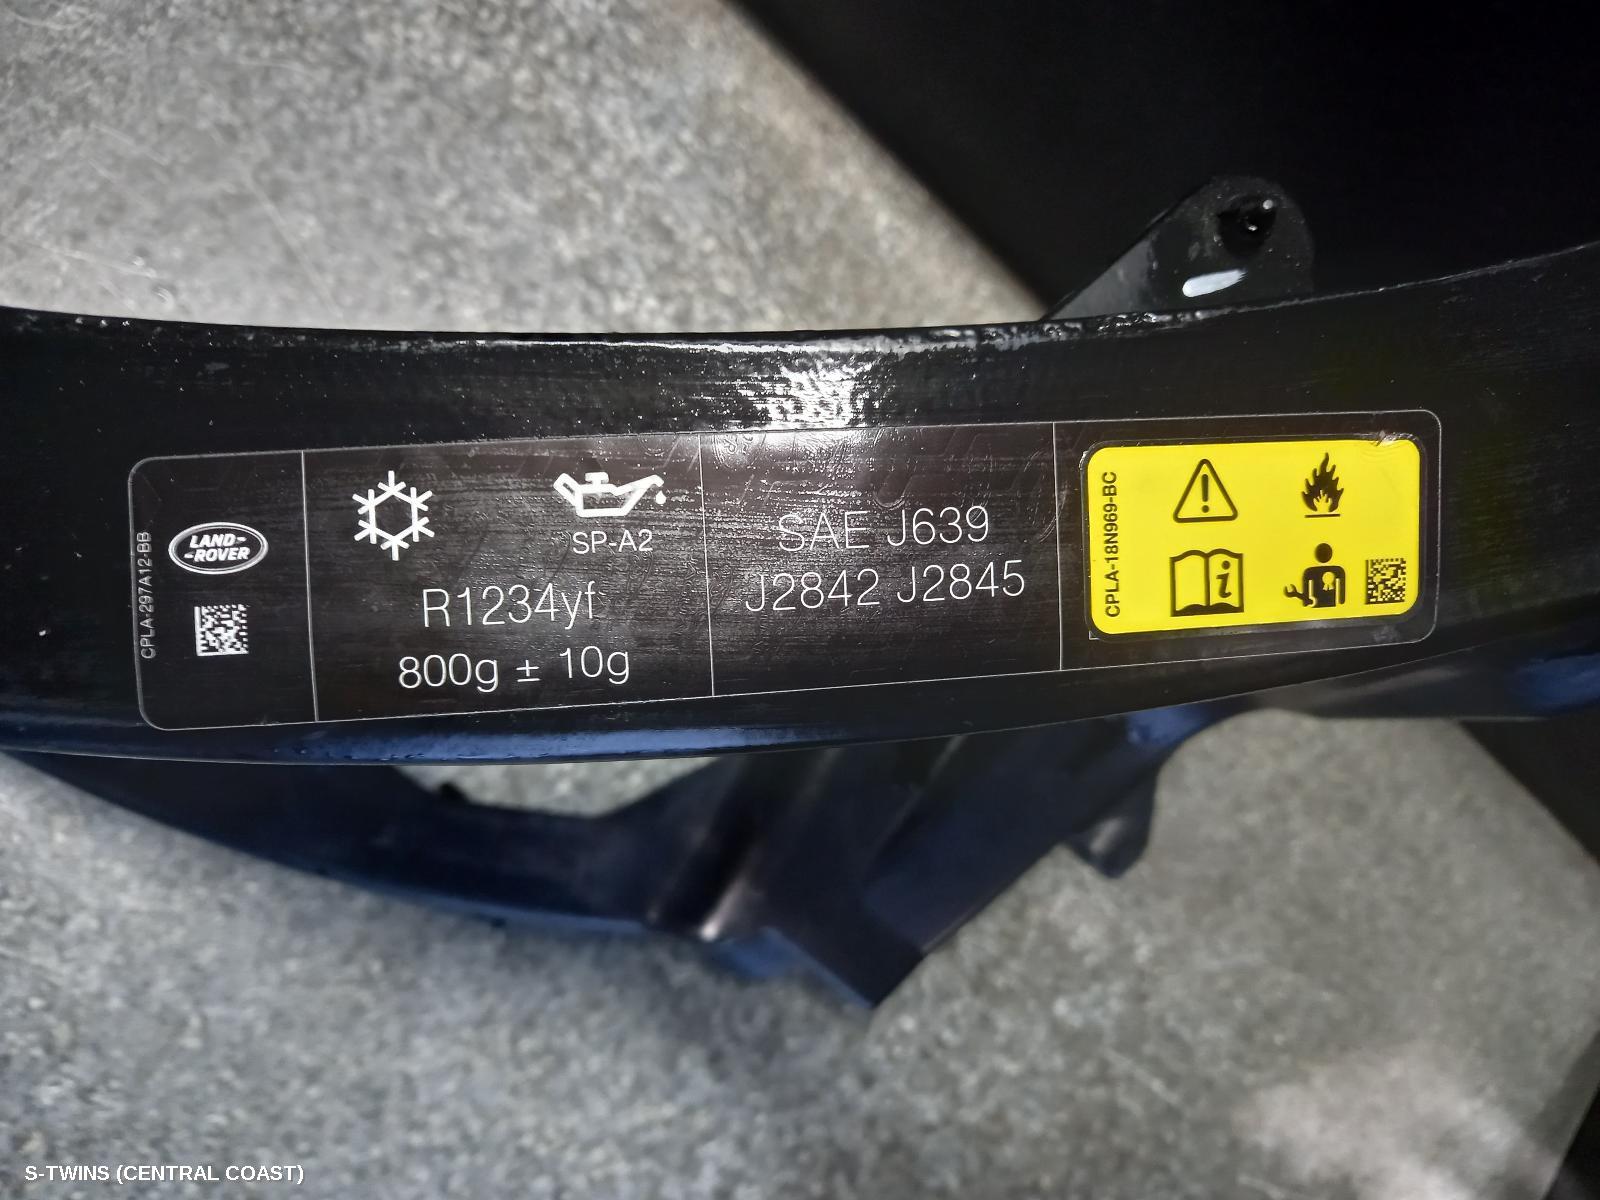 CPLA-297A12-BB
LAND-
-ROVER
SP-A2
R1234yf
800g ± 10g
SAE J639
J2842 J2845
CPLA-18N969-BC
i
S-TWINS (CENTRAL COAST)